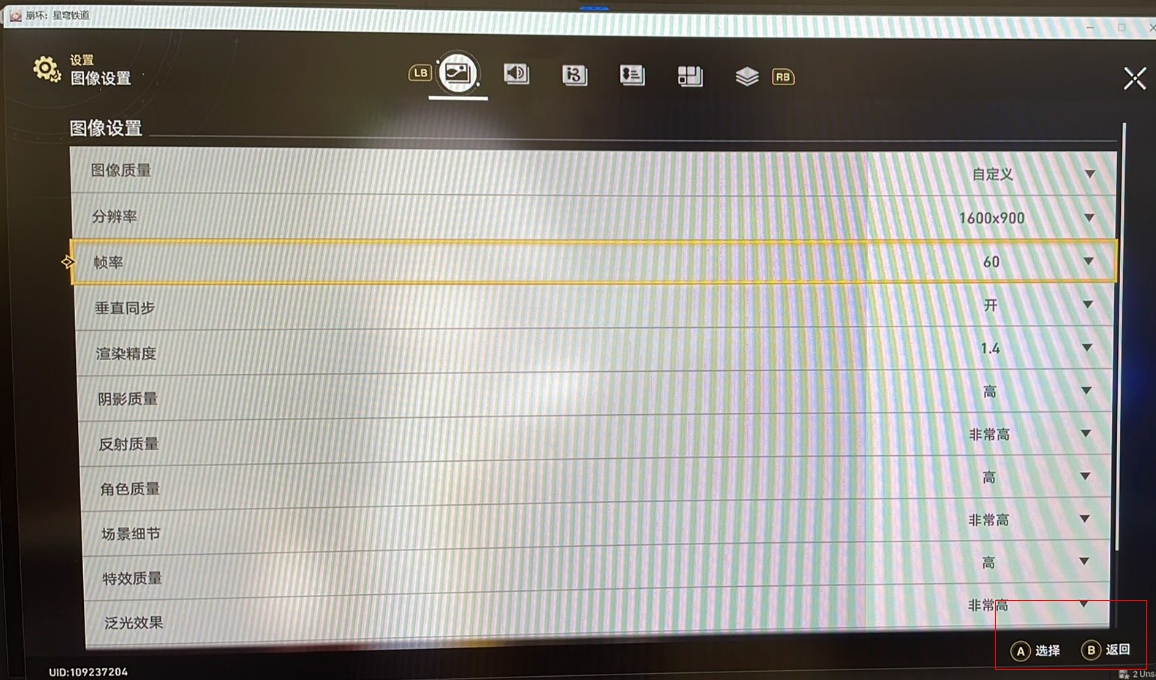 崩坏：星穹铁道
设置
图像设置
LB
RB
图像设置
图像质量 自定义
分辨率 1600x900
帧率 60
垂直同步 开
渲染精度 1.4
阴影质量 高
反射质量 非常高
角色质量 高
场景细节 非常高
特效质量 高
泛光效果 非常高
A 选择 B 返回
UID:109237204
2 Uns